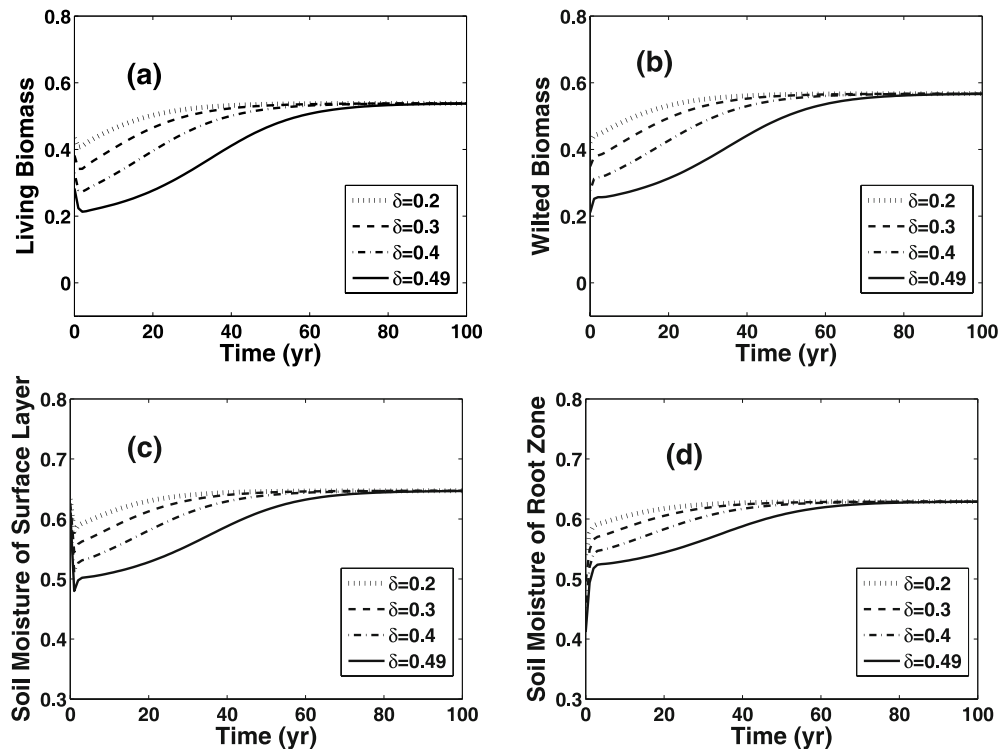 0.8
0.6
0.4
0.2
0
Living Biomass
(a)
δ=0.2
δ=0.3
δ=0.4
δ=0.49
0 20 40 60 80 100
Time (yr)
0.8
0.6
0.4
0.2
0
Wilted Biomass
(b)
δ=0.2
δ=0.3
δ=0.4
δ=0.49
0 20 40 60 80 100
Time (yr)
0.8
0.7
0.6
0.5
0.4
0.3
Soil Moisture of Surface Layer
(c)
δ=0.2
δ=0.3
δ=0.4
δ=0.49
0 20 40 60 80 100
Time (yr)
0.8
0.7
0.6
0.5
0.4
0.3
Soil Moisture of Root Zone
(d)
δ=0.2
δ=0.3
δ=0.4
δ=0.49
0 20 40 60 80 100
Time (yr)